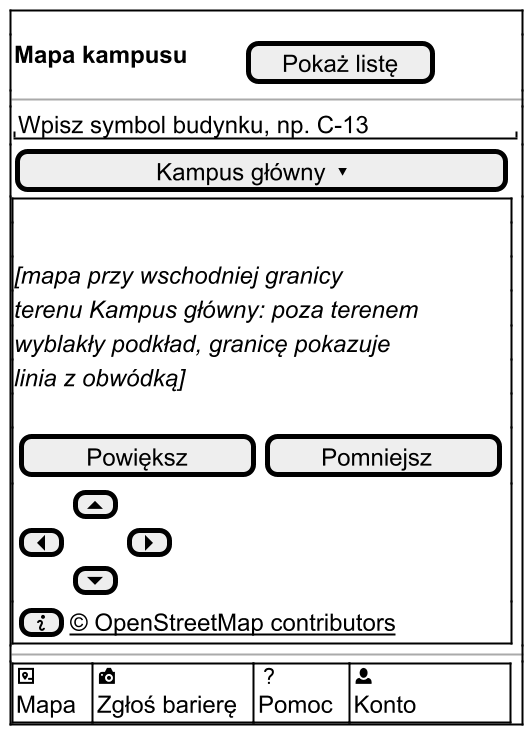 Mapa kampusu
Pokaż listę
Wpisz symbol budynku, np. C-13
Kampus główny ▼
[mapa przy wschodniej granicy
terenu Kampus główny: poza terenem
wyblakły podkład, granicę pokazuje
linia z obwódką]
Powiększ
Pomniejsz
i
© OpenStreetMap contributors
?
Mapa
Zgłoś barierę
Pomoc
Konto